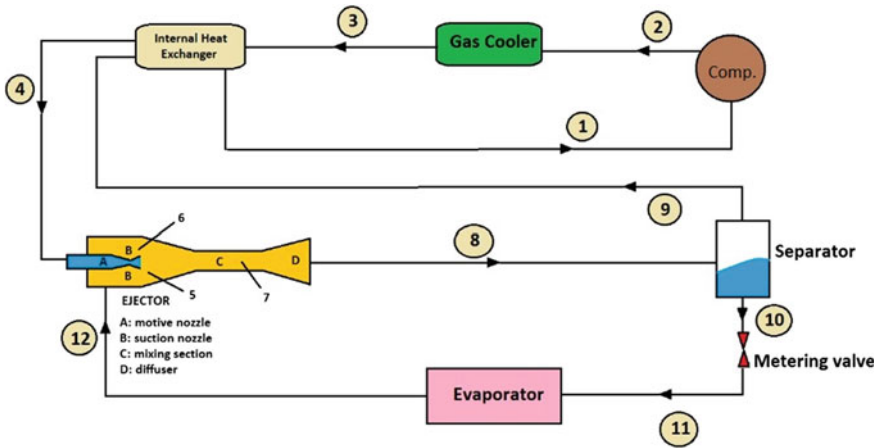 3
2
Internal Heat
Exchanger
Gas Cooler
Comp.
4
1
9
6
8
Separator
B
A
C
D
B
5
7
EJECTOR
10
12
A: motive nozzle
B: suction nozzle
C: mixing section
D: diffuser
Metering valve
Evaporator
11